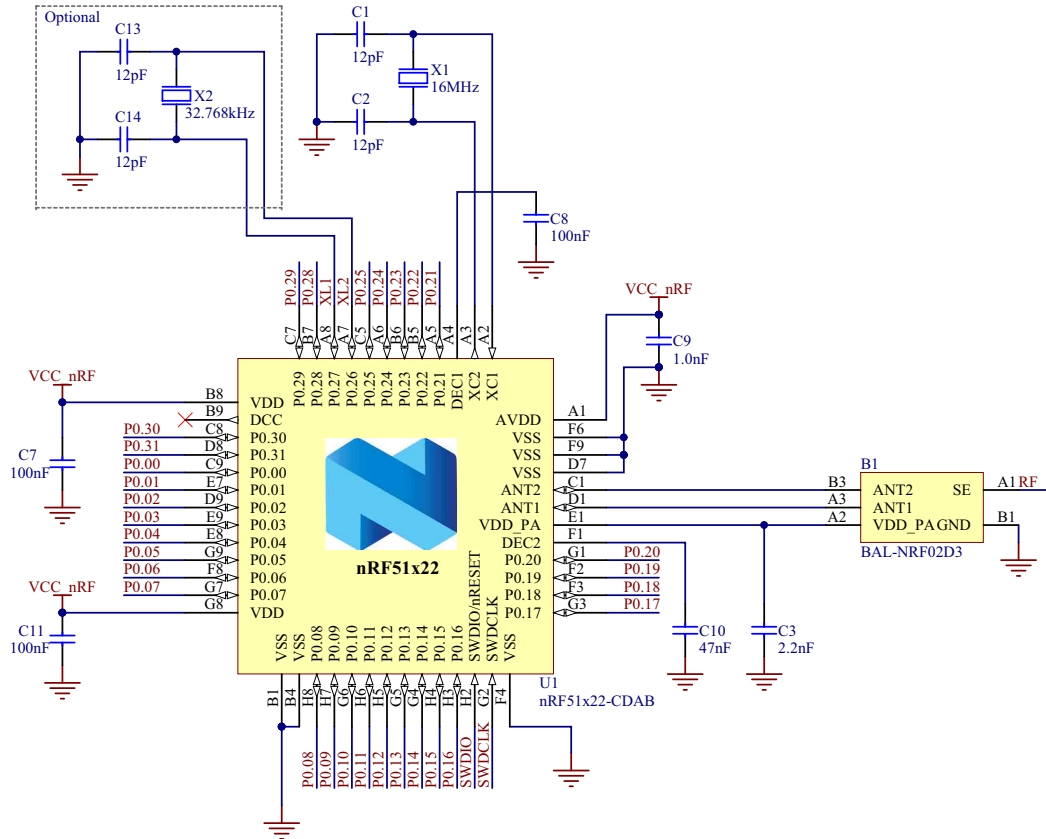 Optional
C13
12pF
X2
32.768kHz
C14
12pF
C1
12pF
X1
16MHz
C2
12pF
C8
100nF
P0.29
P0.28
XL1
XL2
P0.25
P0.24
P0.23
P0.22
P0.21
C7
B7
A8
A7
C5
A6
B6
B5
A5
A4
A3
A2
P0.29
P0.28
P0.27
P0.26
P0.25
P0.24
P0.23
P0.22
P0.21
DEC1
XC2
XC1
VCC_nRF
C9
1.0nF
VCC_nRF
C7
100nF
B8 VDD
B9 DCC
P0.30 C8 P0.30
P0.31 D8 P0.31
P0.00 C9 P0.00
P0.01 E7 P0.01
P0.02 D9 P0.02
P0.03 E9 P0.03
P0.04 E8 P0.04
P0.05 G9 P0.05
P0.06 F8 P0.06
P0.07 G7 P0.07
G8 VDD
VCC_nRF
C11
100nF
nRF51x22
AVDD A1
VSS F6
VSS F9
VSS D7
ANT2 C1
ANT1 D1
VDD_PA E1
DEC2 F1
P0.20 G1 P0.20
P0.19 F2 P0.19
P0.18 F3 P0.18
P0.17 G3 P0.17
B1
B3 ANT2 SE A1 RF
A3 ANT1
A2 VDD_PA GND B1
BAL-NRF02D3
C10
47nF
C3
2.2nF
VSS
VSS
P0.08
P0.09
P0.10
P0.11
P0.12
P0.13
P0.14
P0.15
P0.16
SWDIO/nRESET
SWDCLK
VSS
U1
nRF51x22-CDAB
B1
B4
H8
H7
G6
H6
H5
G5
G4
H4
H3
H2
G2
F4
P0.08
P0.09
P0.10
P0.11
P0.12
P0.13
P0.14
P0.15
P0.16
SWDIO
SWDCLK